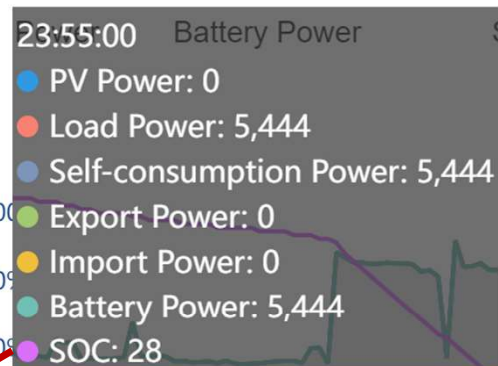 23:55:00 Battery Power
PV Power: 0
Load Power: 5,444
Self-consumption Power: 5,444
Export Power: 0
Import Power: 0
Battery Power: 5,444
SOC: 28